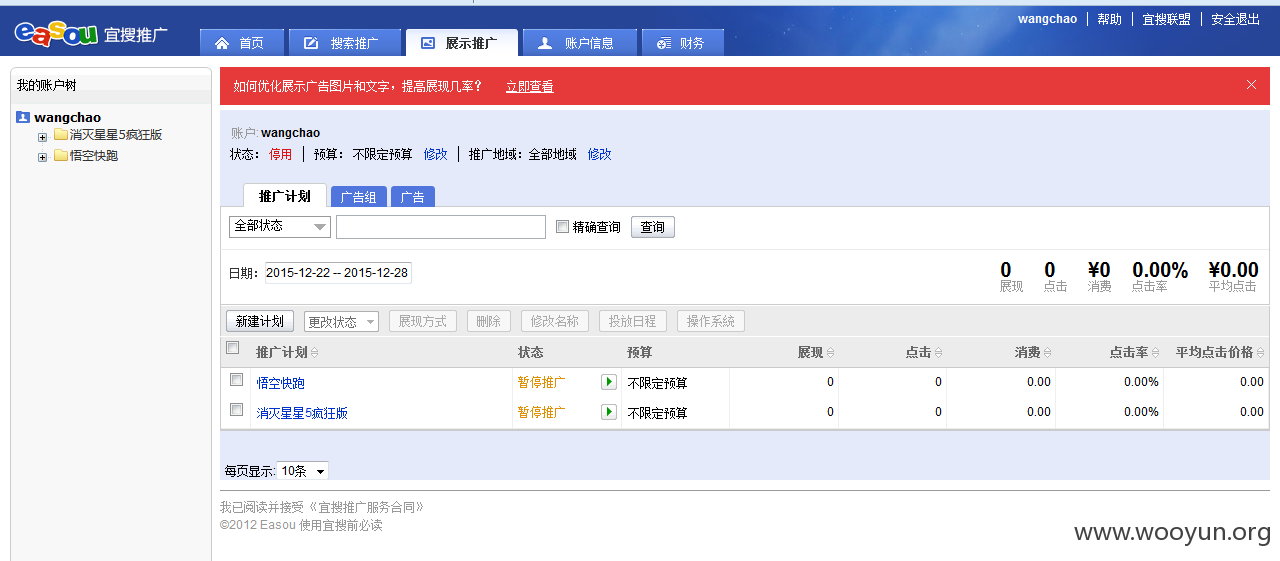 easou 宜搜推广
wangchao 帮助 宜搜联盟 安全退出
首页 搜索推广 展示推广 账户信息 财务
我的账户树
wangchao
消灭星星5疯狂版
悟空快跑
如何优化展示广告图片和文字，提高展现几率？ 立即查看
账户: wangchao
状态： 停用 预算： 不限定预算 修改 推广地域：全部地域 修改
推广计划 广告组 广告
全部状态 精确查询 查询
日期： 2015-12-22 -- 2015-12-28
0 0 ¥0 0.00% ¥0.00
展现 点击 消费 点击率 平均点击
新建计划 更改状态 展现方式 删除 修改名称 投放日程 操作系统
推广计划 状态 预算 展现 点击 消费 点击率 平均点击价格
悟空快跑 暂停推广 不限定预算 0 0 0.00 0.00% 0.00
消灭星星5疯狂版 暂停推广 不限定预算 0 0 0.00 0.00% 0.00
每页显示: 10条
我已阅读并接受《宜搜推广服务合同》
©2012 Easou 使用宜搜前必读
www.wooyun.org